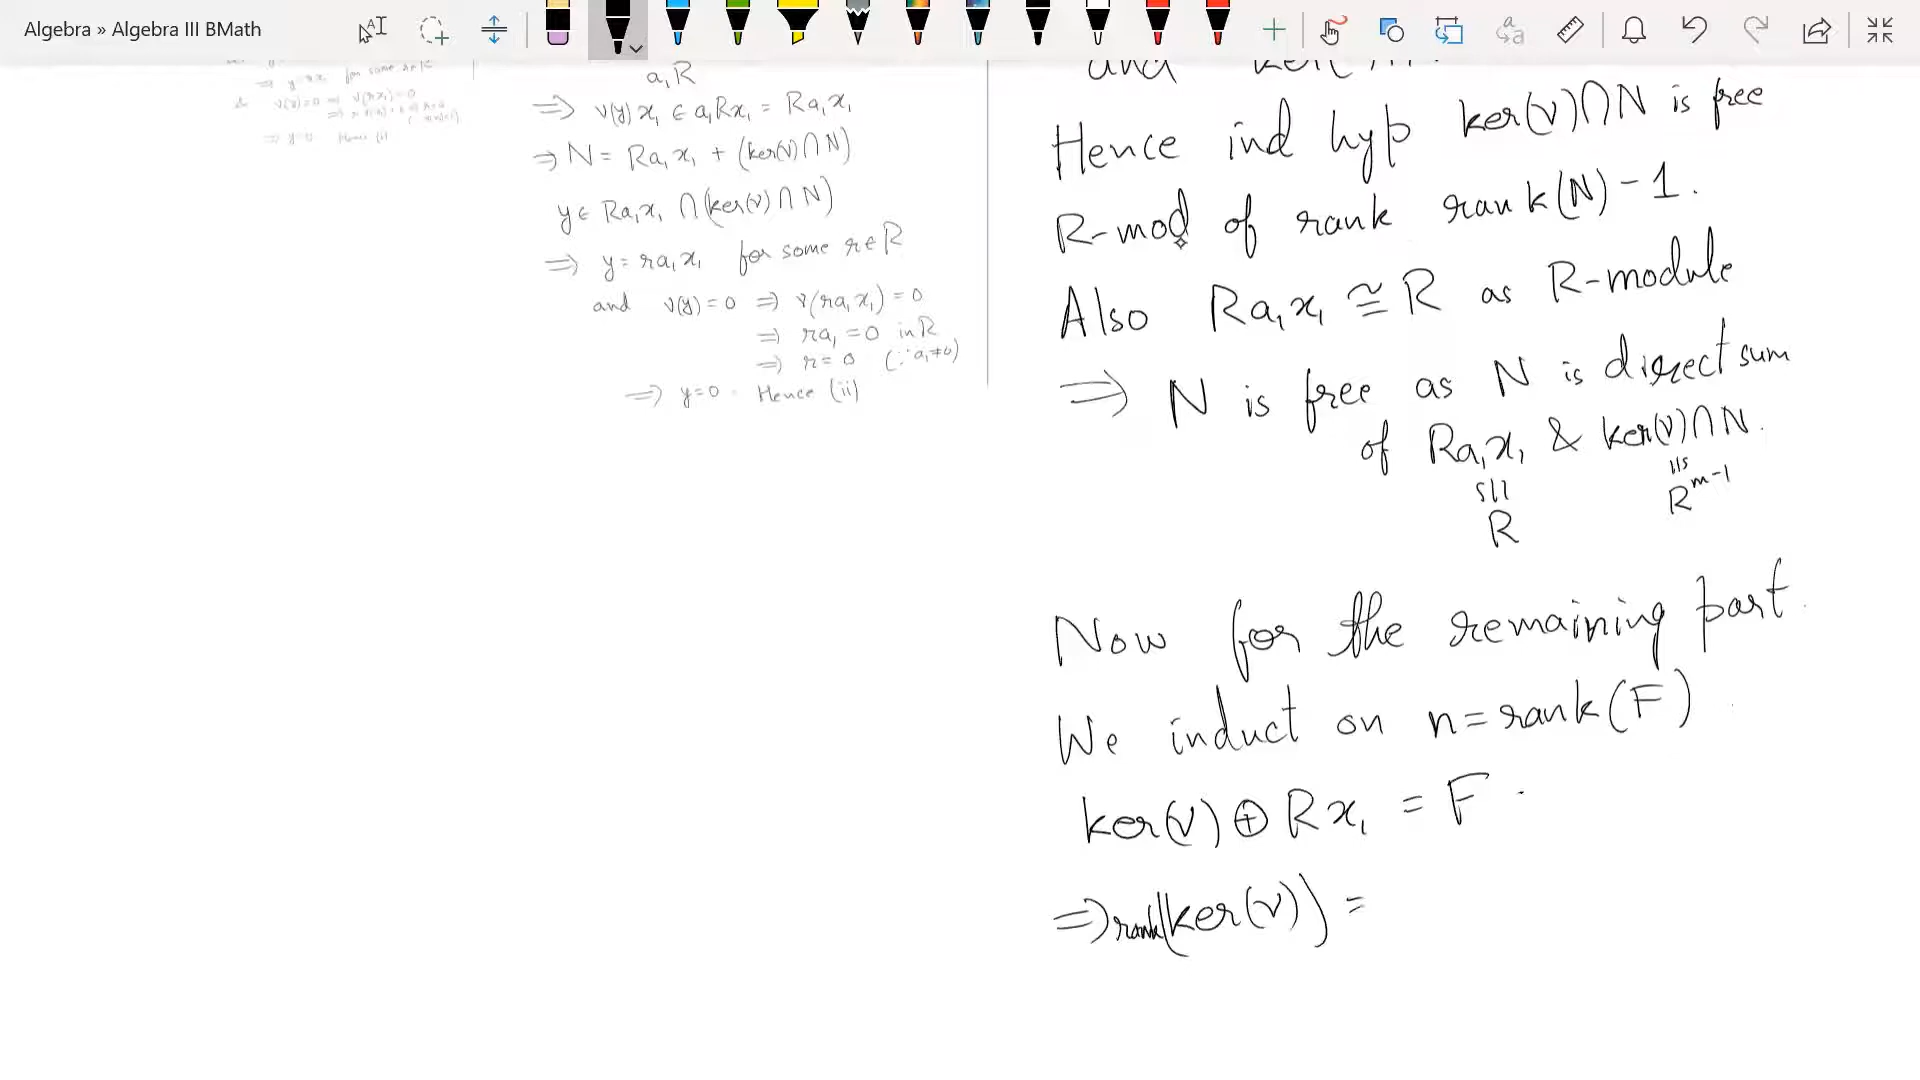 Algebra » Algebra III BMath
for some
a₁R
⇒ ν(y)x₁ ∈ a₁Rx₁ = Ra₁x₁
⇒ N = Ra₁x₁ + (ker(ν)∩N)
y∈ Ra₁x₁ ∩(ker(ν)∩N)
⇒ y = ra₁x₁ for some r∈R
and ν(y)=0 ⇒ ν(ra₁x₁)=0
⇒ ra₁=0 in R
⇒ r=0 (∵a₁≠0)
⇒ y=0. Hence (ii)
and
Hence ind hyp ker(ν)∩N is free
R-mod of rank rank(N)-1.
Also Ra₁x₁ ≅ R as R-module
⇒ N is free as N is direct sum
of Ra₁x₁ & ker(ν)∩N.
≅ ≅
R R^{m-1}
Now for the remaining part.
We induct on n=rank(F)
ker(ν) ⊕ Rx₁ = F.
⇒ rank(ker(ν)) =